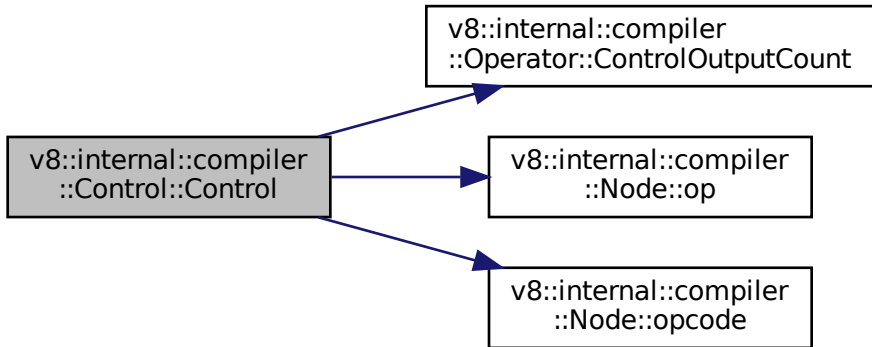 v8::internal::compiler
::Operator::ControlOutputCount
v8::internal::compiler
::Control::Control
v8::internal::compiler
::Node::op
v8::internal::compiler
::Node::opcode